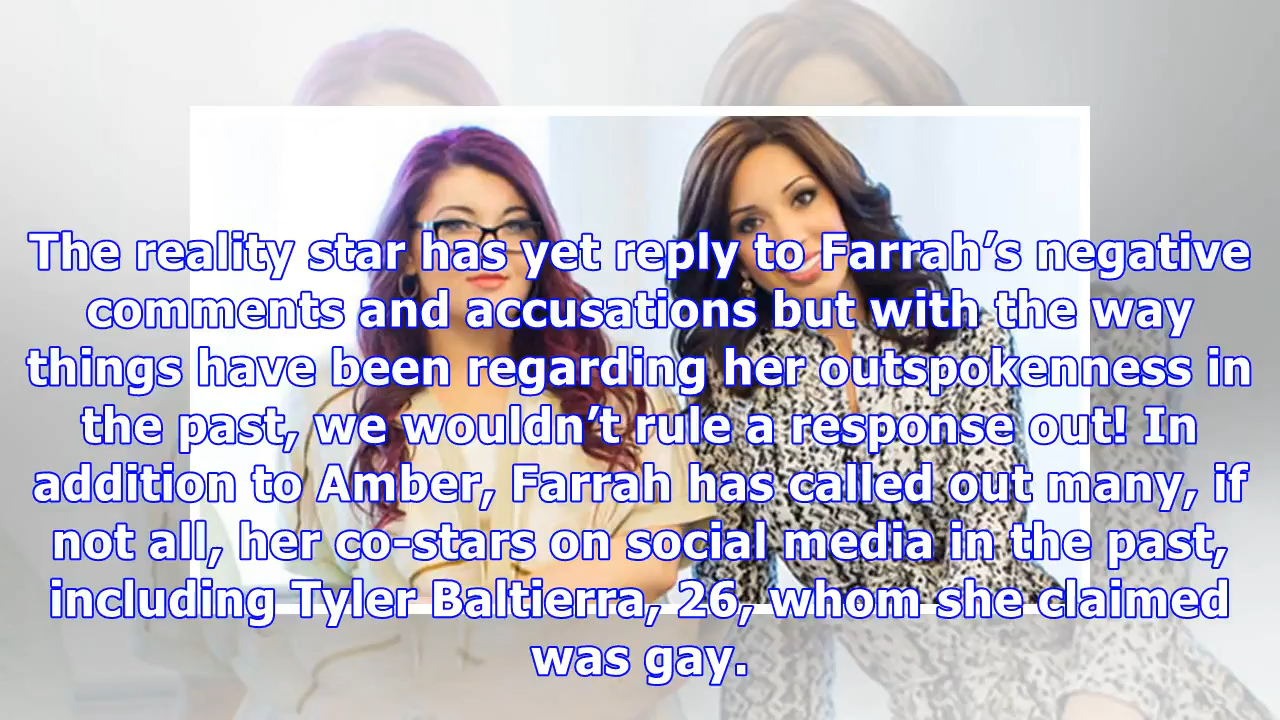 The reality star has yet reply to Farrah’s negative
comments and accusations but with the way
things have been regarding her outspokenness in
the past, we wouldn’t rule a response out! In
addition to Amber, Farrah has called out many, if
not all, her co-stars on social media in the past,
including Tyler Baltierra, 26, whom she claimed
was gay.